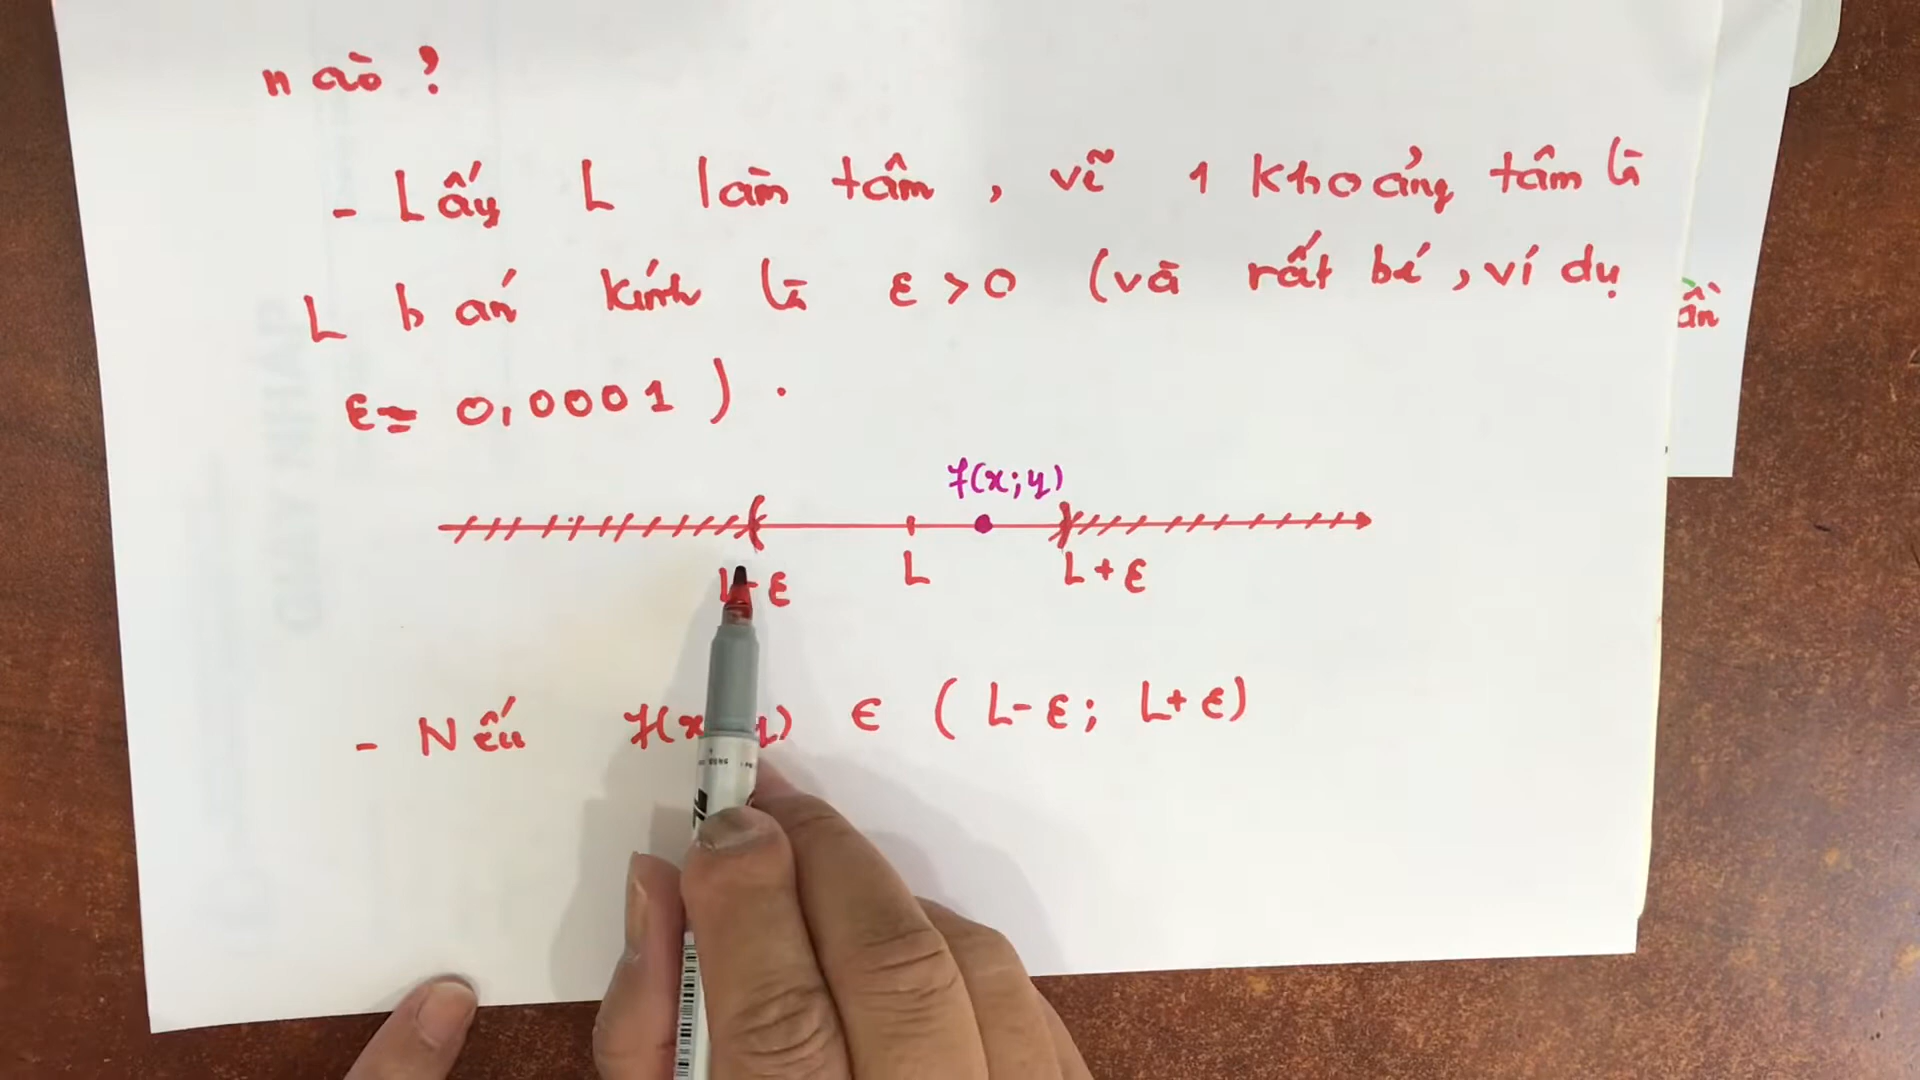 nào?
- Lấy L làm tâm, vẽ 1 khoảng tâm là
L bán kính là ε > 0 (và rất bé, ví dụ
ε = 0,0001).
f(x;y)
L-ε L L+ε
- Nếu f(x;y) ∈ (L-ε; L+ε)